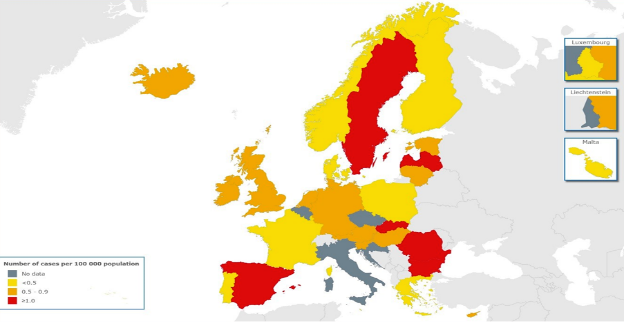 Luxembourg
Liechtenstein
Malta
Number of cases per 100 000 population
No data
<0.5
0.5 - 0.9
≥1.0